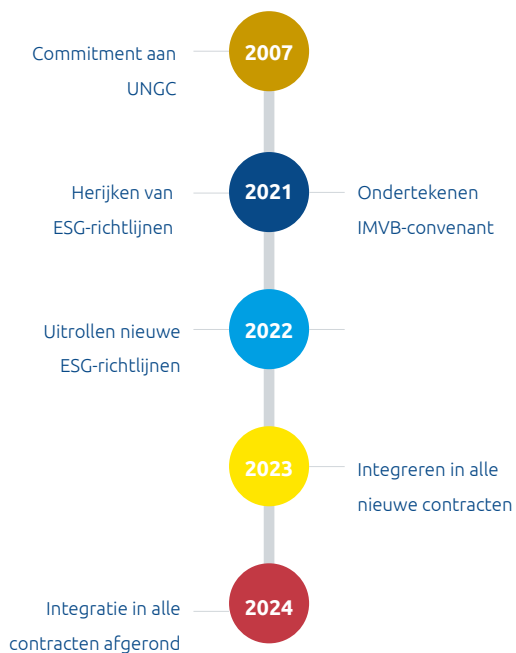 Commitment aan
UNGC
2007
Herijken van
ESG-richtlijnen
2021
Ondertekenen
IMVB-convenant
Uitrollen nieuwe
ESG-richtlijnen
2022
2023
Integreren in alle
nieuwe contracten
Integratie in alle
contracten afgerond
2024